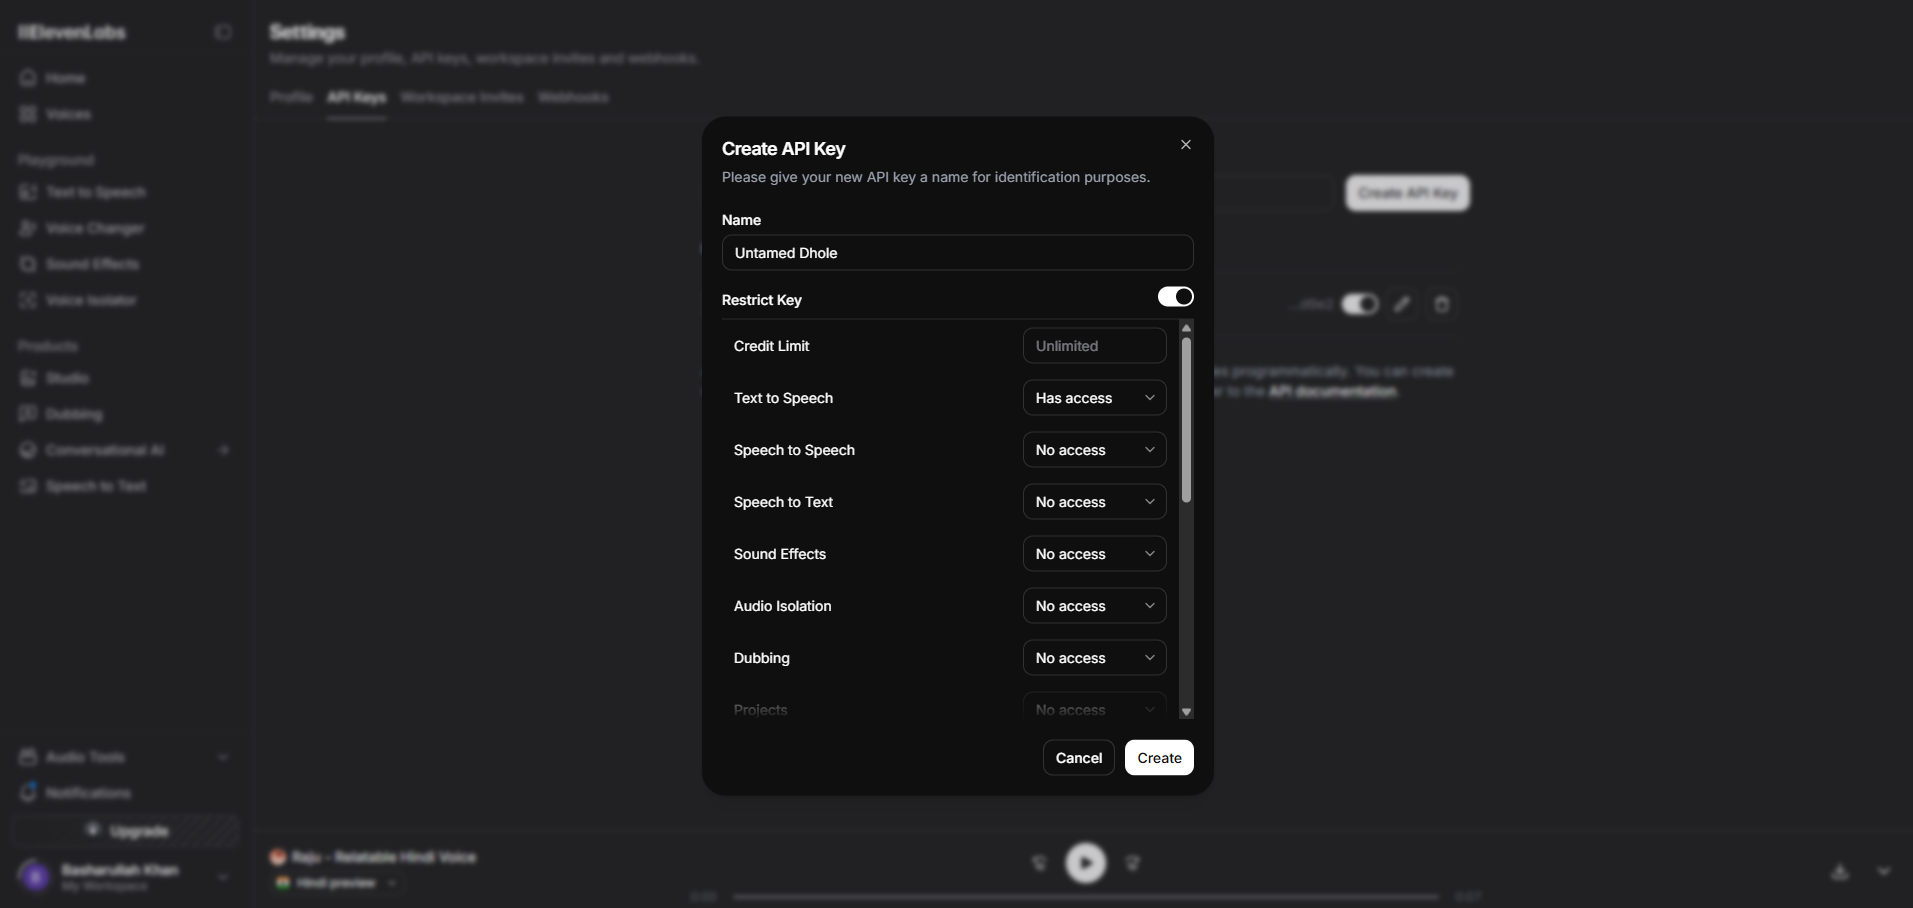 IIElevenLabs
Home
Voices
Playground
Text to Speech
Voice Changer
Sound Effects
Voice Isolator
Products
Studio
Dubbing
Conversational AI
Speech to Text
Audio Tools
Notifications
Upgrade
Basharullah Khan
My Workspace
Settings
Manage your profile, API keys, workspace invites and webhooks.
Profile API Keys Workspace Invites Webhooks
Create API Key
es programmatically. You can create
to the API documentation
Create API Key
Please give your new API key a name for identification purposes.
Name
Untamed Dhole
Restrict Key
Credit Limit Unlimited
Text to Speech Has access
Speech to Speech No access
Speech to Text No access
Sound Effects No access
Audio Isolation No access
Dubbing No access
Projects No access
Cancel Create
Raju - Relatable Hindi Voice
Hindi preview
0:00